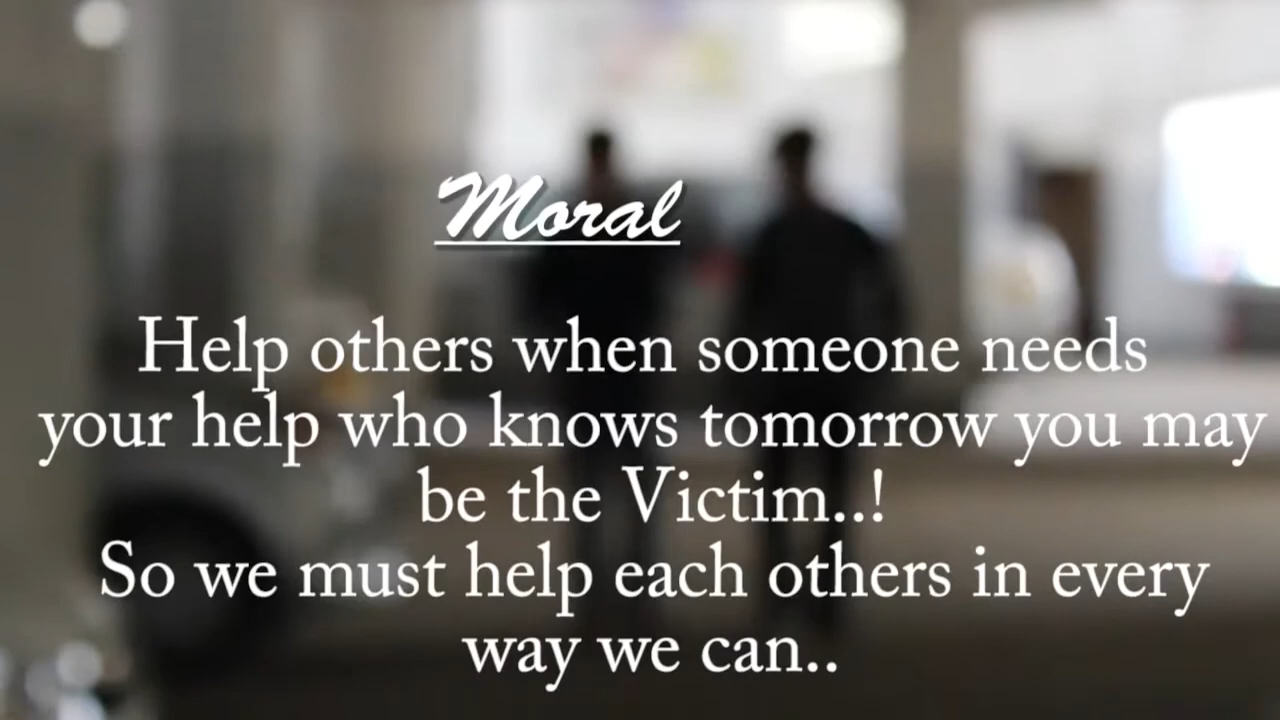 Moral
Help others when someone needs
your help who knows tomorrow you may
be the Victim..!
So we must help each others in every
way we can..